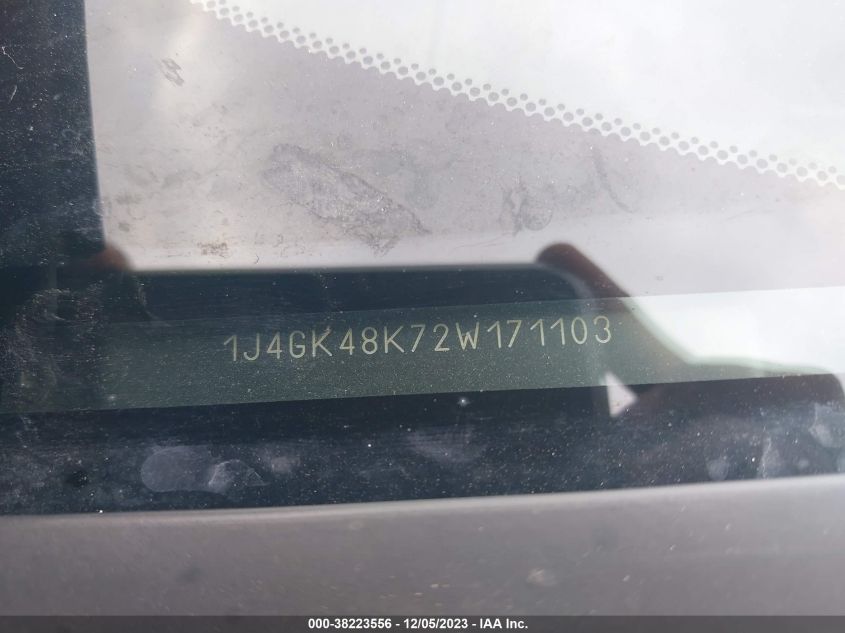 1J4GK48K72W171103
000-38223556 - 12/05/2023 - IAA Inc.